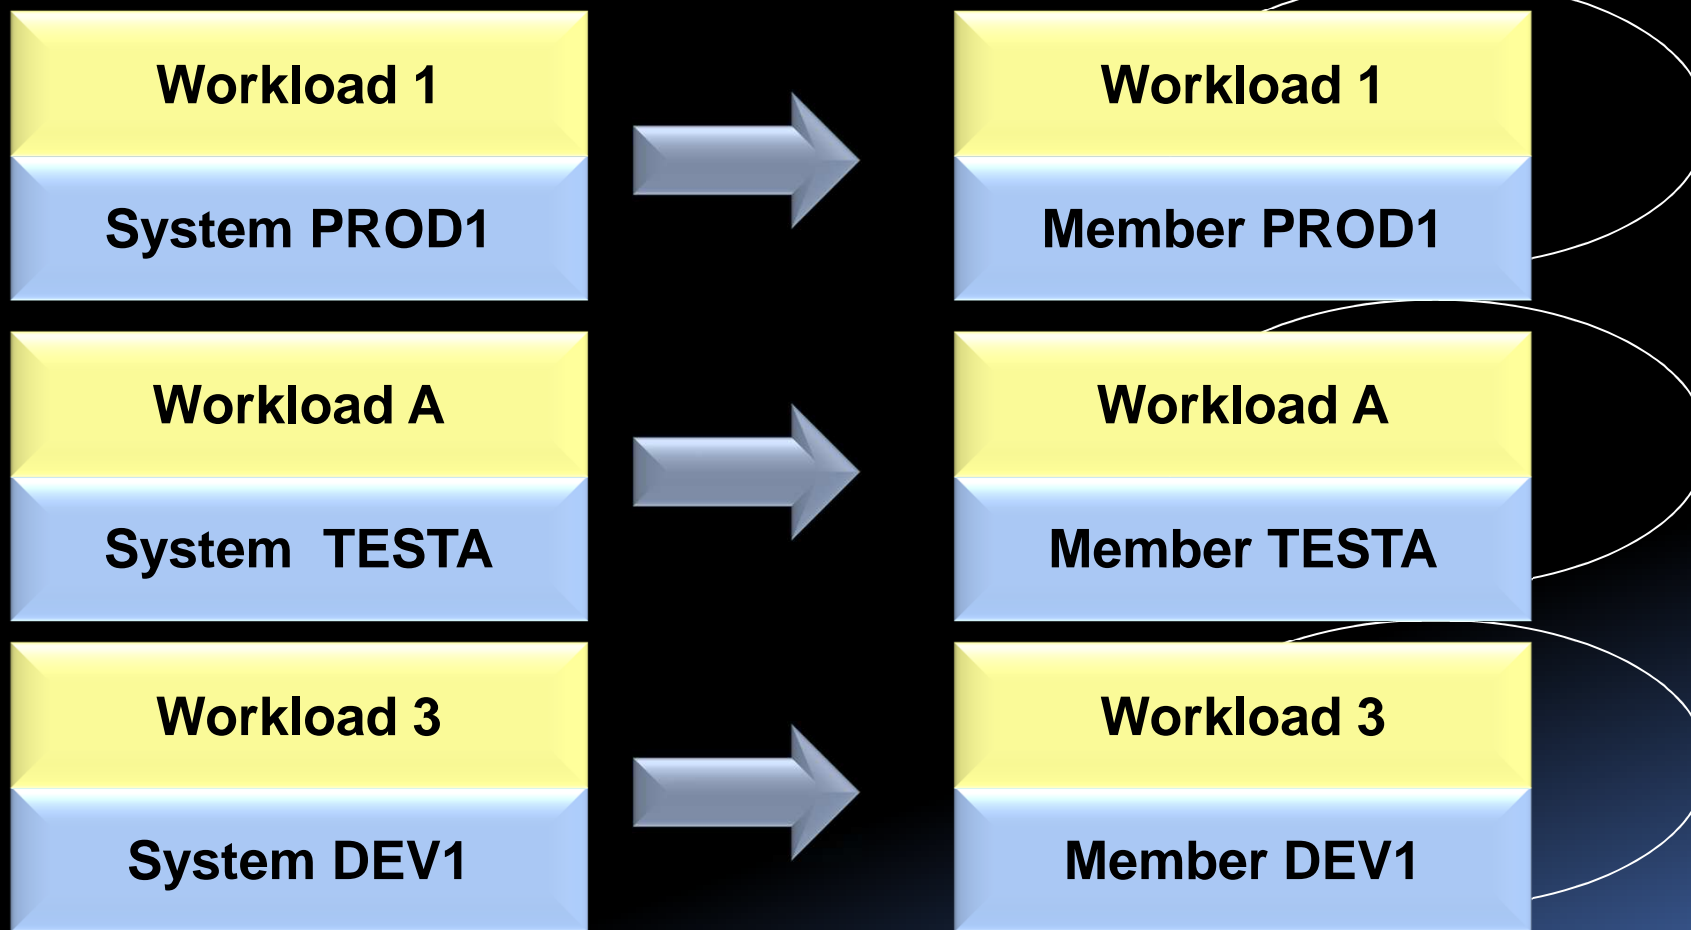 Workload 1
System PROD1
Workload 1
Member PROD1
Workload A
System  TESTA
Workload A
Member TESTA
Workload 3
System DEV1
Workload 3
Member DEV1